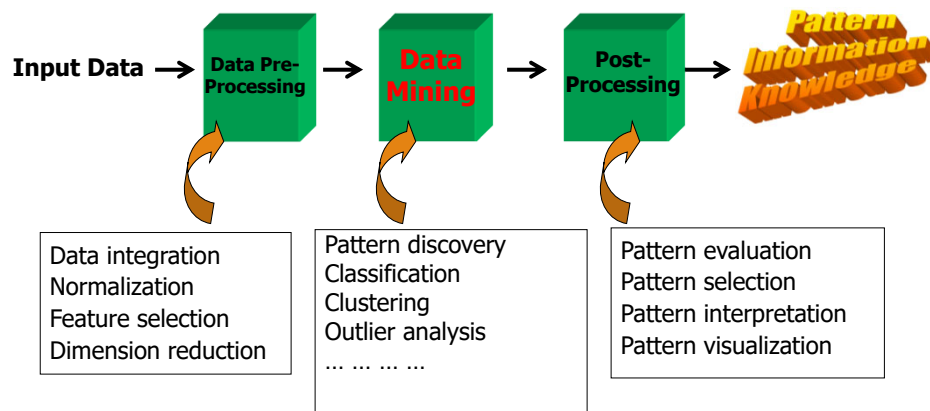 Input Data
Data Pre-
Processing
Data
Mining
Post-
Processing
Pattern
Information
Knowledge
Data integration
Normalization
Feature selection
Dimension reduction
Pattern discovery
Classification
Clustering
Outlier analysis
… … … …
Pattern evaluation
Pattern selection
Pattern interpretation
Pattern visualization